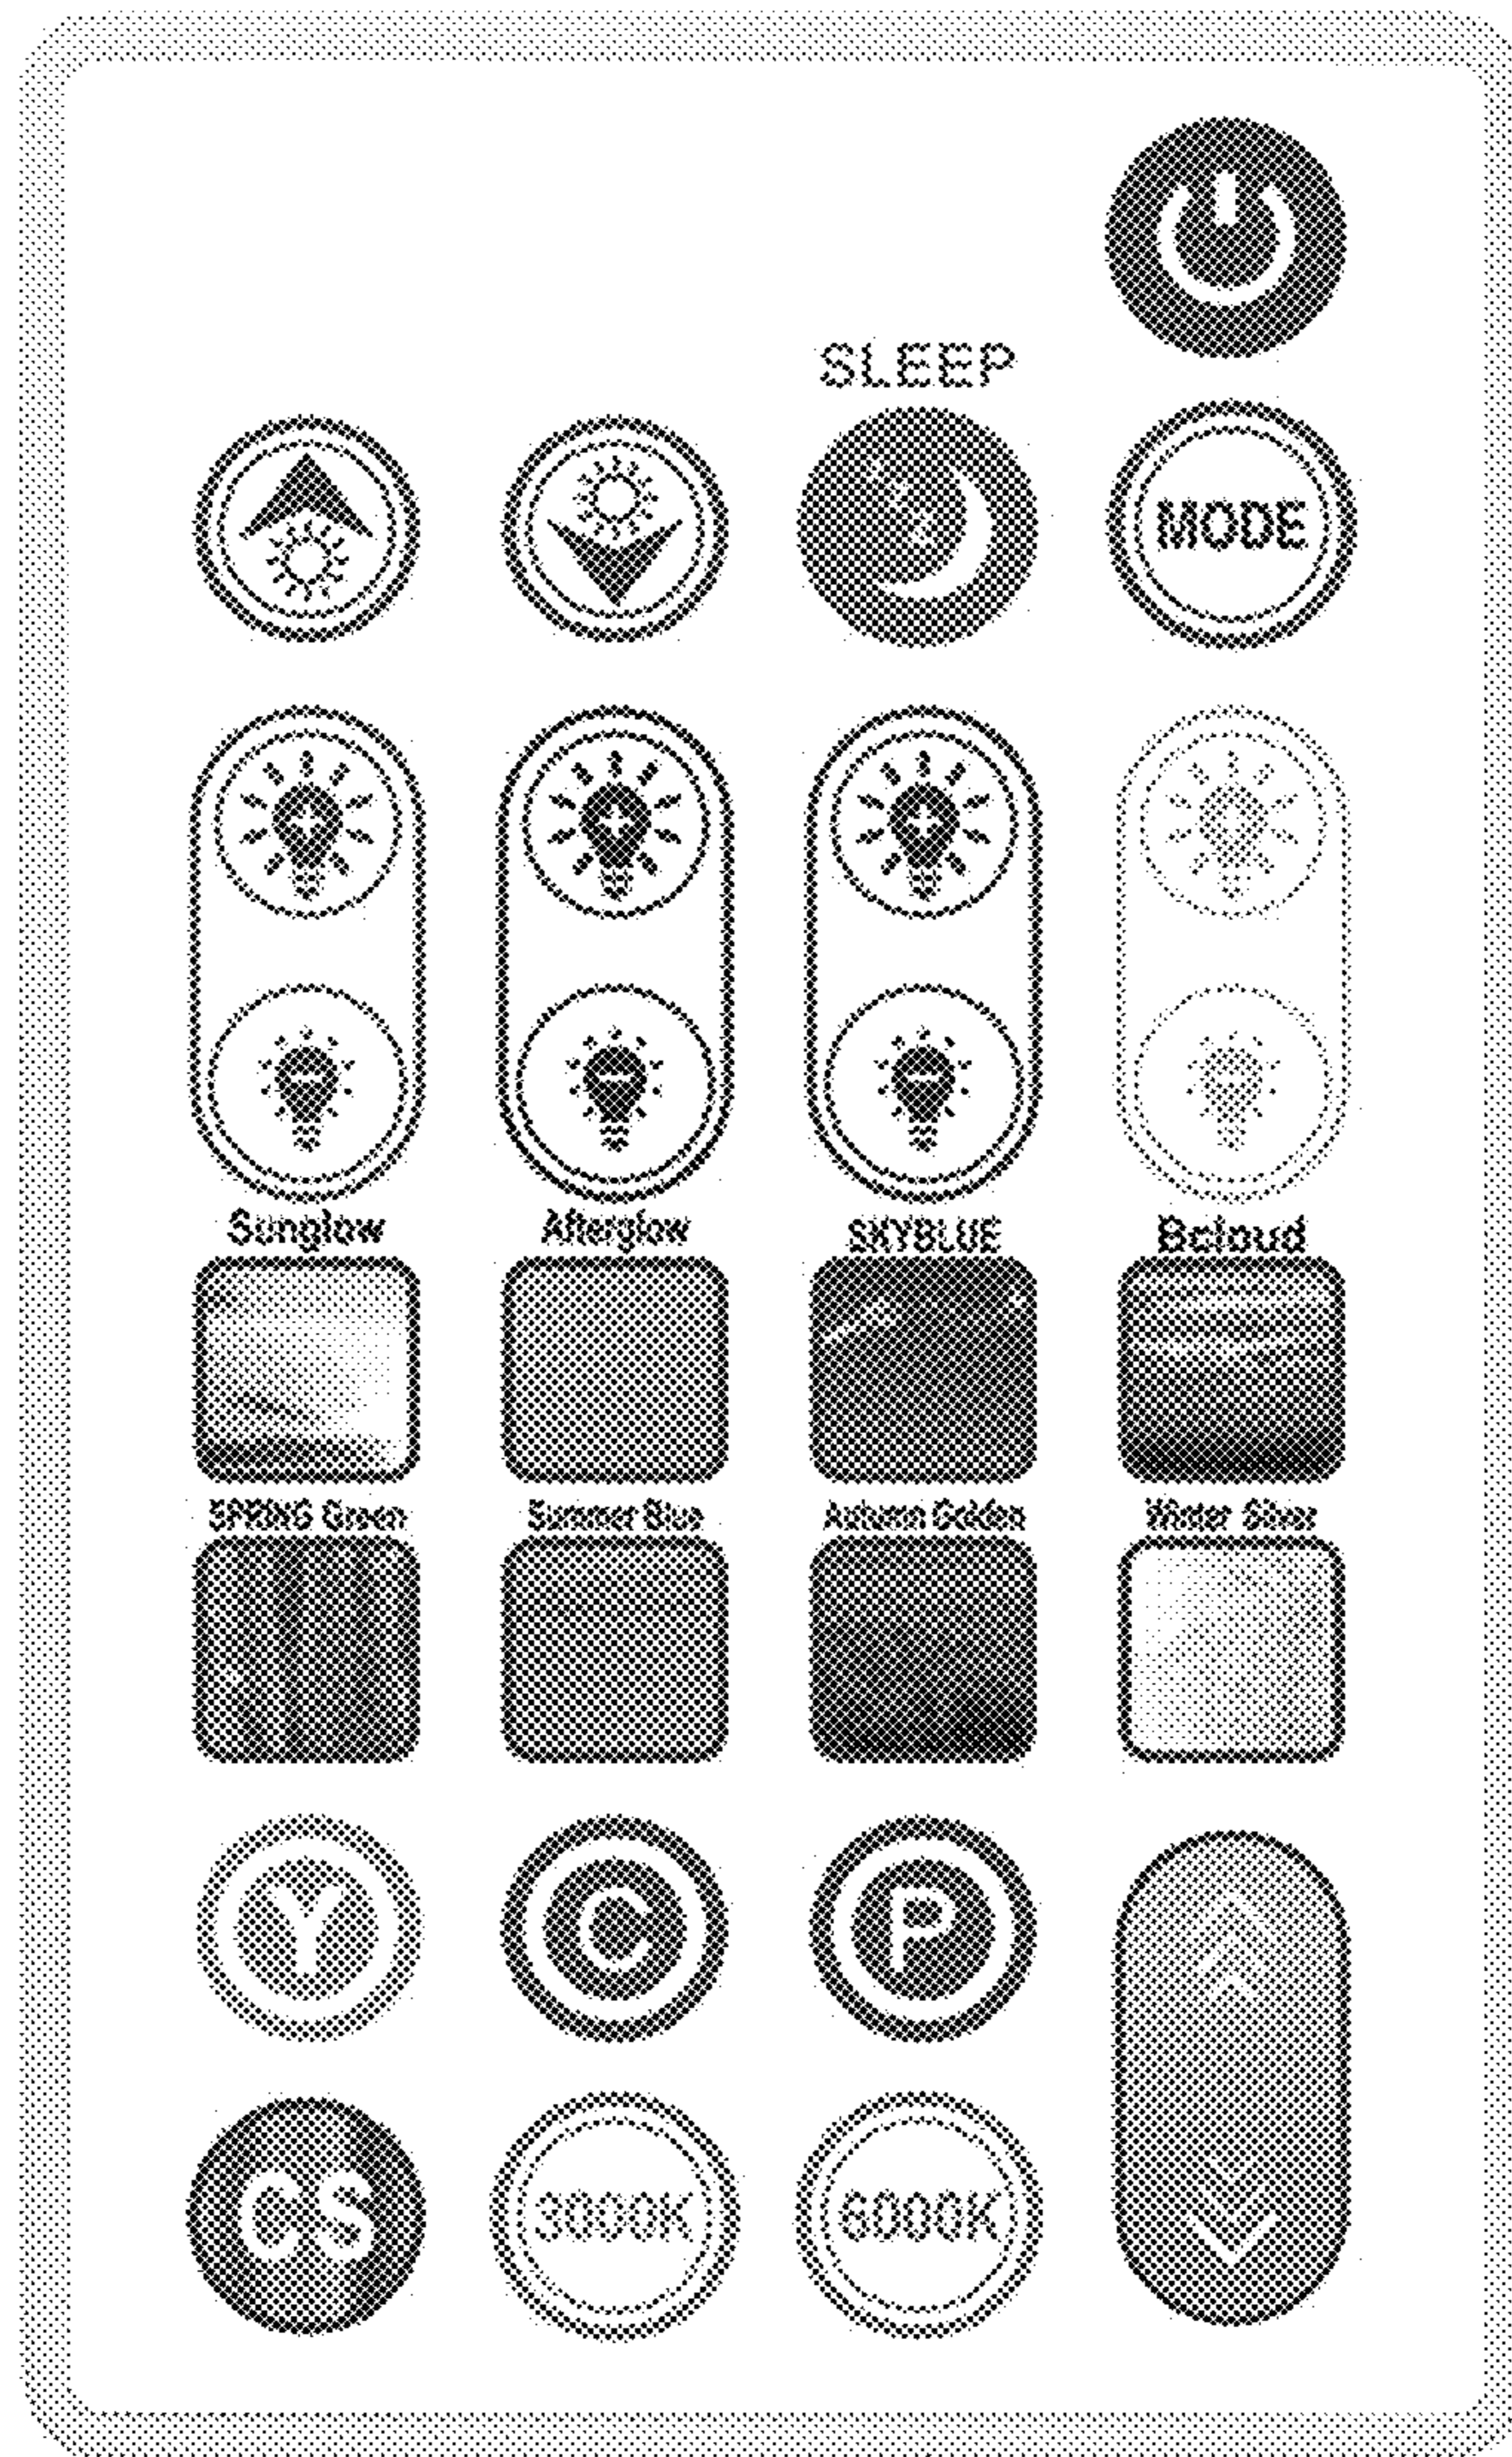 SLEEP
MODE
Sunglow Afterglow SKYBLUE Bcloud
SPRING Green Summer Blue Autumn Golden Winter Silver
Y C P
CS 3000K 6000K